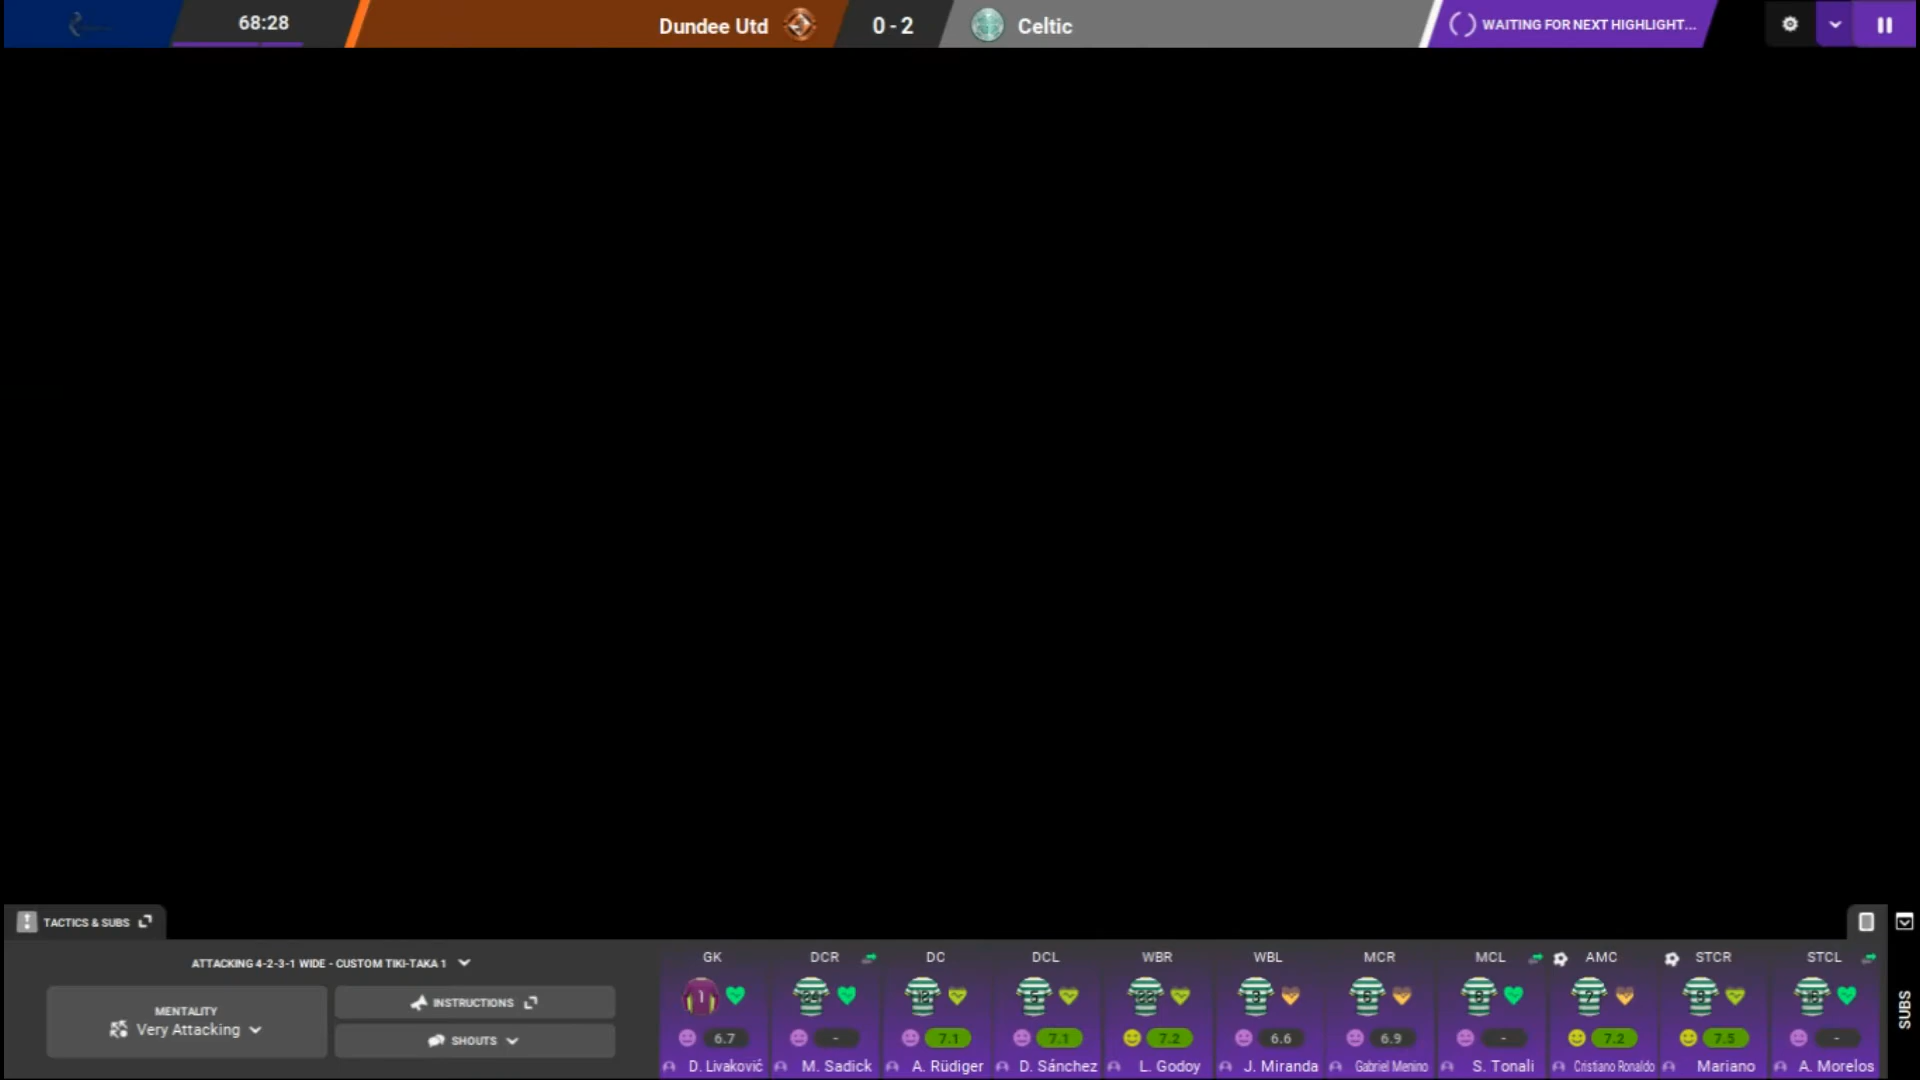 68:28
Dundee Utd 0 - 2 Celtic
WAITING FOR NEXT HIGHLIGHT...
TACTICS & SUBS
ATTACKING 4-2-3-1 WIDE - CUSTOM TIKI-TAKA 1
MENTALITY
Very Attacking
INSTRUCTIONS
SHOUTS
GK DCR DC DCL WBR WBL MCR MCL AMC STCR STCL
6.7 - 7.1 7.1 7.2 6.6 6.9 - 7.2 7.5 -
D. Livaković M. Sadick A. Rüdiger D. Sánchez L. Godoy J. Miranda Gabriel Menino S. Tonali Cristiano Ronaldo Mariano A. Morelos
SUBS